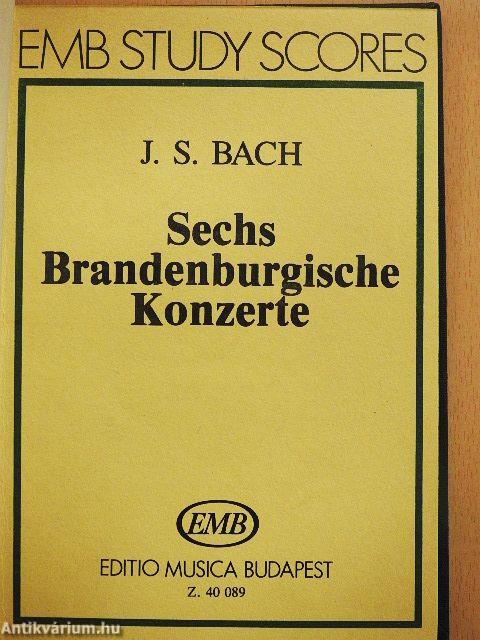 EMB STUDY SCORES
J. S. BACH
Sechs
Brandenburgische
Konzerte
EMB
EDITIO MUSICA BUDAPEST
Z. 40 089
Antikvárium.hu